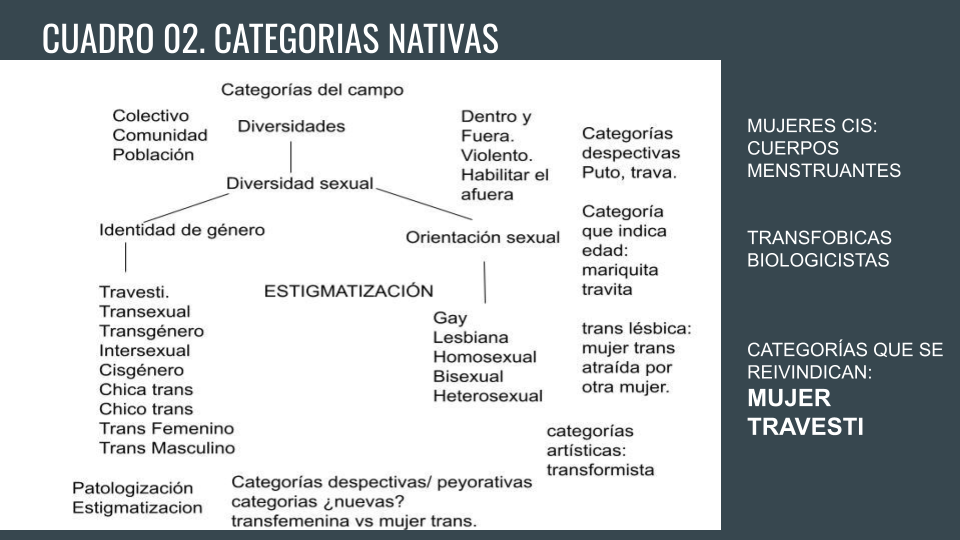 CUADRO 02. CATEGORIAS NATIVAS
Categorías del campo
Colectivo
Comunidad
Población
Diversidades
Diversidad sexual
Dentro y
Fuera.
Violento.
Habilitar el
afuera
Categorías
despectivas
Puto, trava.
Categoría
que indica
edad:
mariquita
travita
trans lésbica:
mujer trans
atraída por
otra mujer.
Identidad de género
Orientación sexual
ESTIGMATIZACIÓN
Travesti.
Transexual
Transgénero
Intersexual
Cisgénero
Chica trans
Chico trans
Trans Femenino
Trans Masculino
Gay
Lesbiana
Homosexual
Bisexual
Heterosexual
categorías
artísticas:
transformista
Patologización
Estigmatizacion
Categorías despectivas/ peyorativas
categorias ¿nuevas?
transfemenina vs mujer trans.
MUJERES CIS:
CUERPOS
MENSTRUANTES
TRANSFOBICAS
BIOLOGICISTAS
CATEGORÍAS QUE SE
REIVINDICAN:
MUJER
TRAVESTI